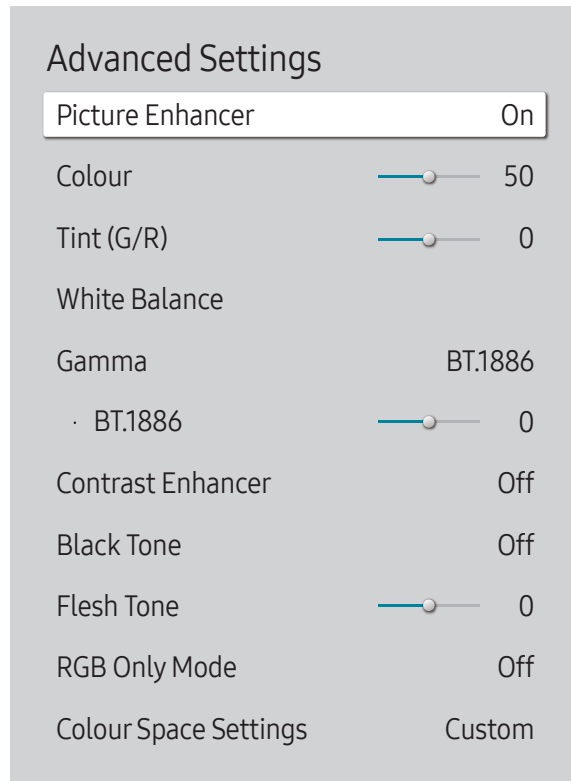 Advanced Settings
Picture Enhancer On
Colour 50
Tint (G/R) 0
White Balance
Gamma BT.1886
· BT.1886 0
Contrast Enhancer Off
Black Tone Off
Flesh Tone 0
RGB Only Mode Off
Colour Space Settings Custom